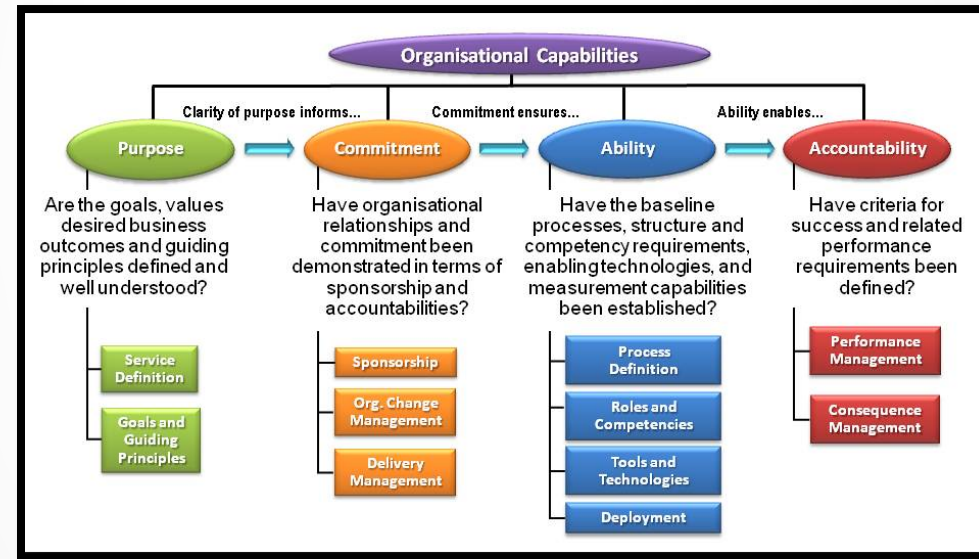 Organisational Capabilities
Clarity of purpose informs...
Commitment ensures...
Ability enables...
Purpose
Commitment
Ability
Accountability
Are the goals, values
desired business
outcomes and guiding
principles defined and
well understood?
Service
Definition
Goals and
Guiding
Principles
Have organisational
relationships and
commitment been
demonstrated in terms of
sponsorship and
accountabilities?
Sponsorship
Org. Change
Management
Delivery
Management
Have the baseline
processes, structure and
competency requirements,
enabling technologies, and
measurement capabilities
been established?
Process
Definition
Roles and
Competencies
Tools and
Technologies
Deployment
Have criteria for
success and related
performance
requirements been
defined?
Performance
Management
Consequence
Management